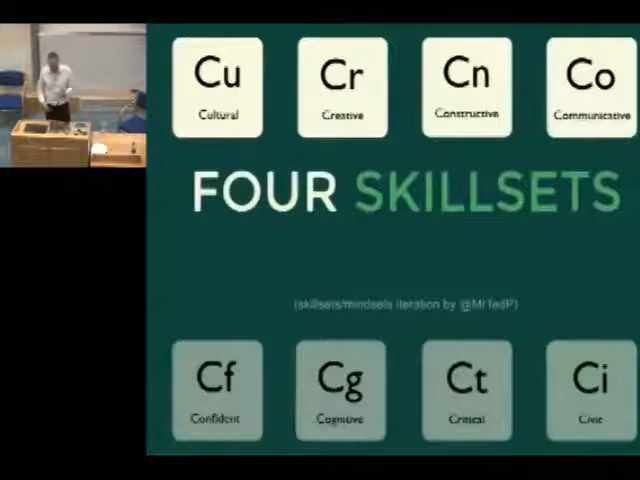 Cu Cr Cn Co
Cultural Creative Constructive Communicative
FOUR SKILLSETS
(skillsets/mindsets iteration by @MrTedP)
Cf Cg Ct Ci
Confident Cognitive Critical Civic